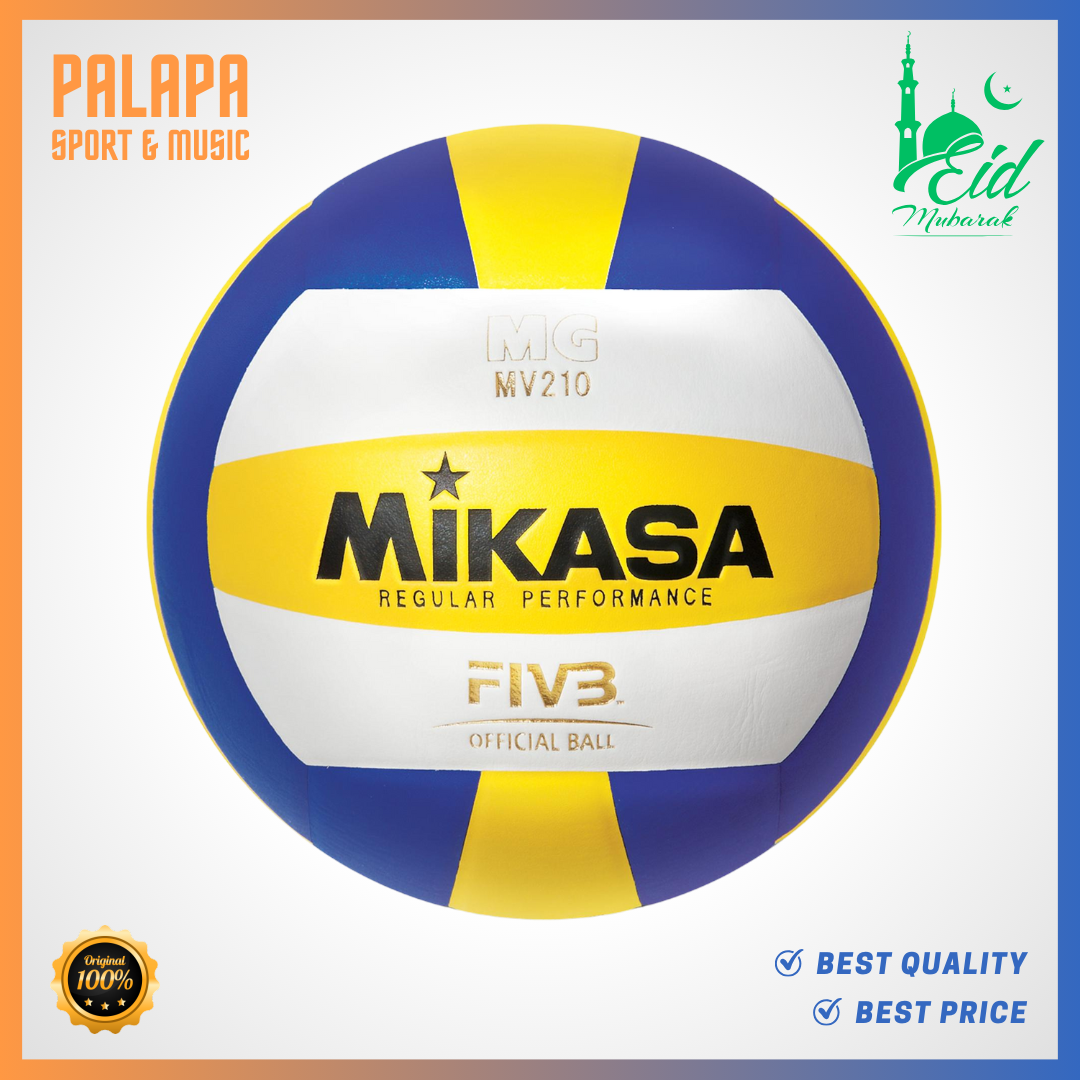 PALAPA
SPORT & MUSIC
Eid
Mubarak
MG
MV210
MIKASA
REGULAR PERFORMANCE
FIVB
OFFICIAL BALL
Original
100%
BEST QUALITY
BEST PRICE